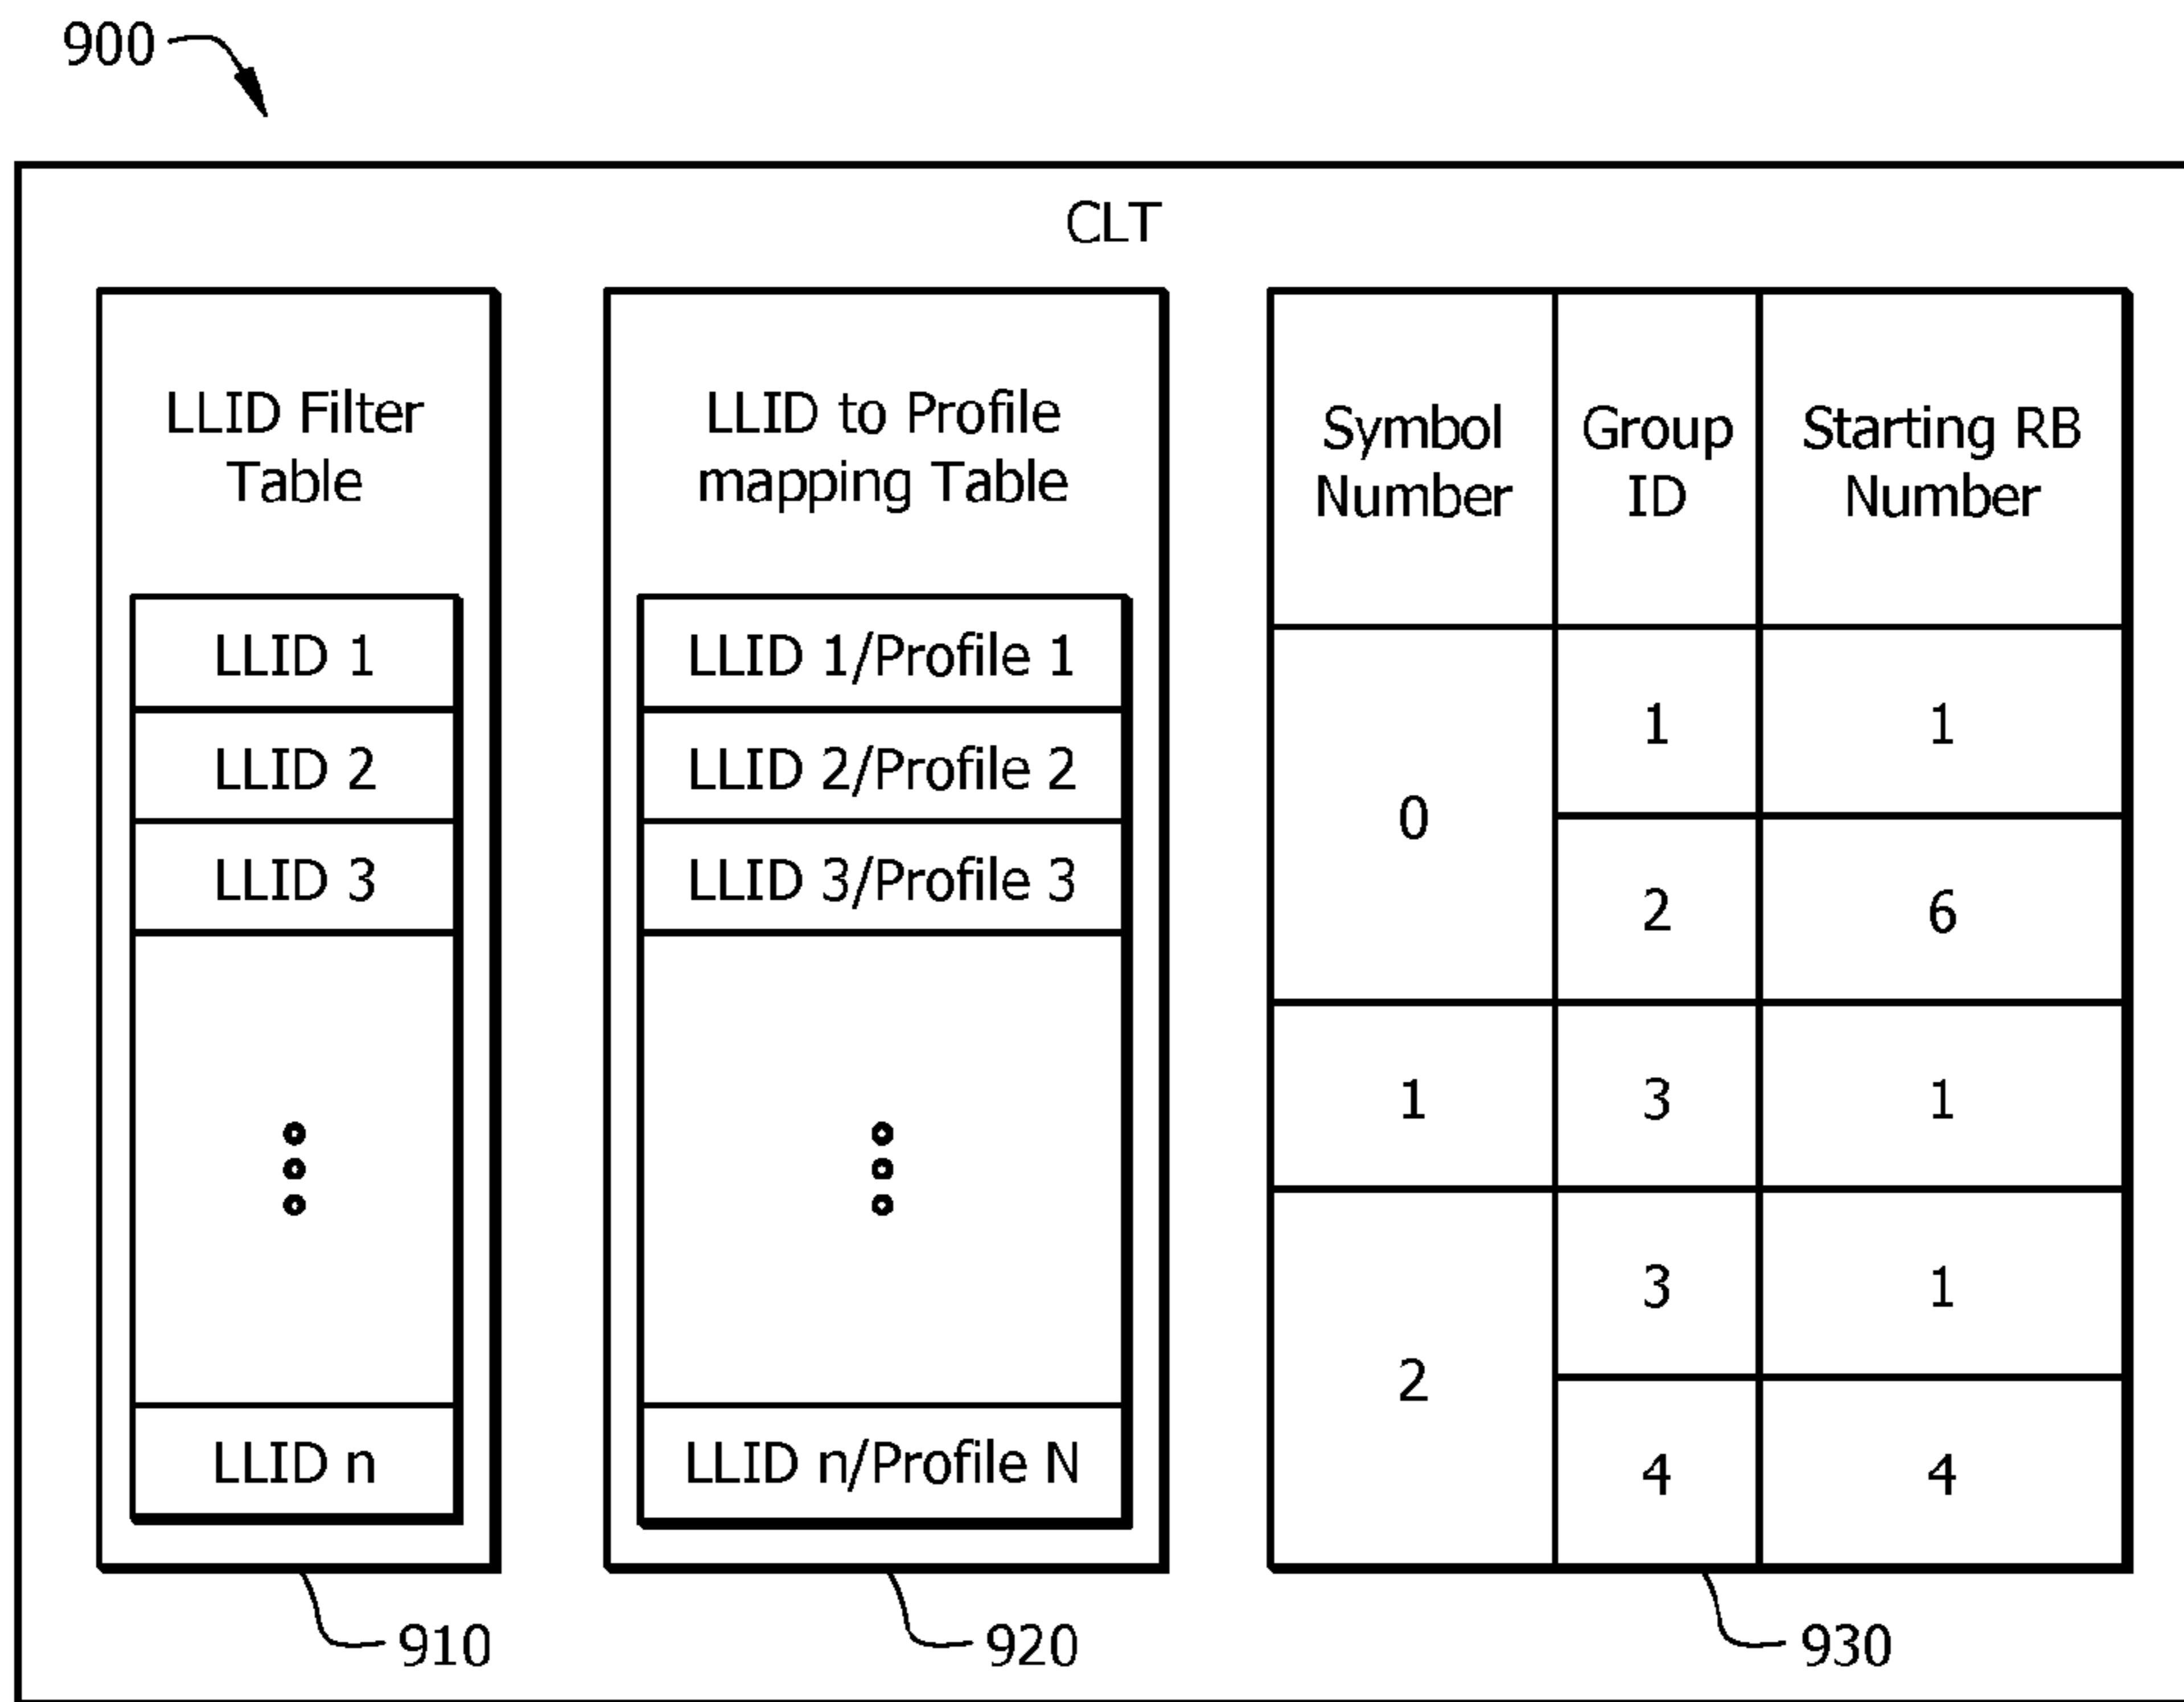 900
CLT
LLID Filter
Table
LLID 1
LLID 2
LLID 3
LLID n
910
LLID to Profile
mapping Table
LLID 1/Profile 1
LLID 2/Profile 2
LLID 3/Profile 3
LLID n/Profile N
920
Symbol
Number
Group
ID
Starting RB
Number
0
1
1
2
6
1
3
1
2
3
1
4
4
930